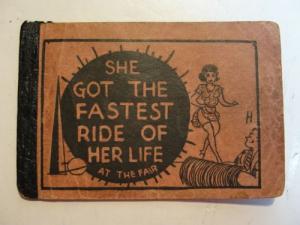 SHE
GOT THE
FASTEST
RIDE OF
HER LIFE
AT THE FAIR
H